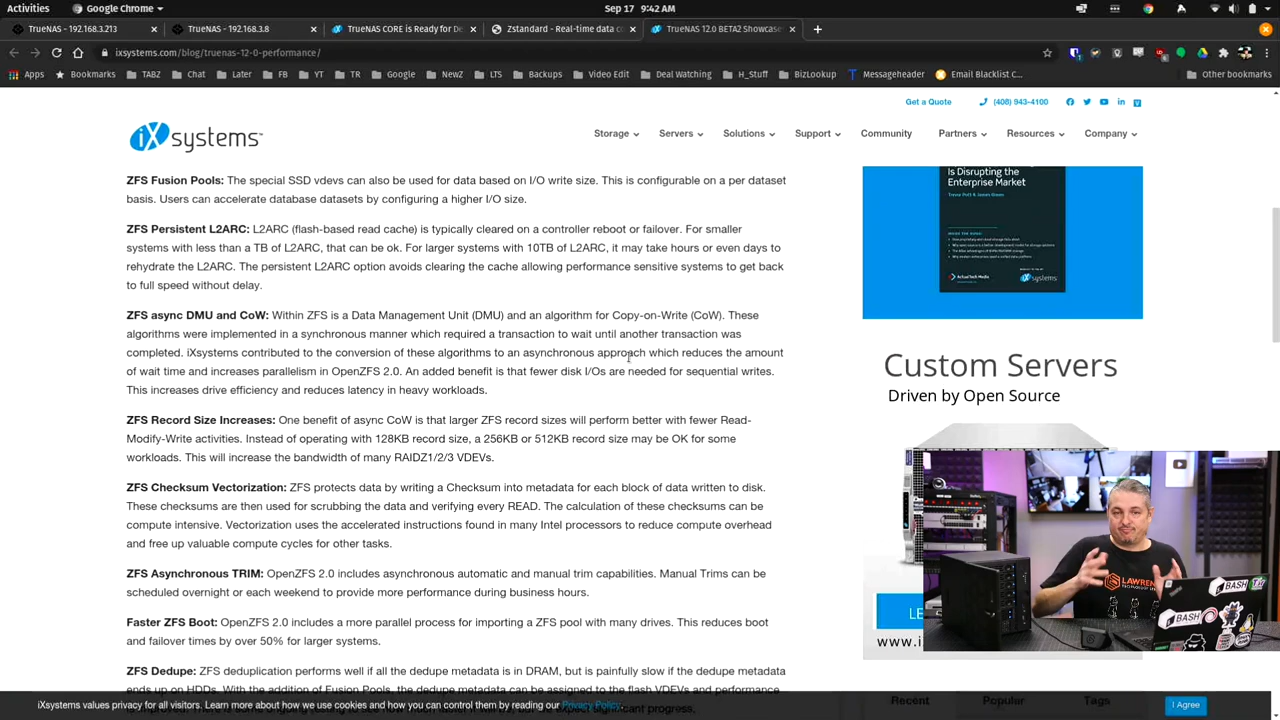 Activities
Google Chrome
Sep 17 9:42 AM
TrueNAS - 192.168.3.213
TrueNAS - 192.168.3.8
TrueNAS CORE is Ready for De
Zstandard - Real-time data co
TrueNAS 12.0 BETA2 Showcase
ixsystems.com/blog/truenas-12-0-performance/
Apps
Bookmarks
TABZ
Chat
Later
FB
YT
TR
Google
NewZ
LTS
Backups
Video Edit
Deal Watching
H_Stuff
BizLookup
Messageheader
Email Blacklist C...
Other bookmarks
Get a Quote
(408) 943-4100
iXsystems
Storage
Servers
Solutions
Support
Community
Partners
Resources
Company
ZFS Fusion Pools: The special SSD vdevs can also be used for data based on I/O write size. This is configurable on a per dataset
basis. Users can accelerate database datasets by configuring a higher I/O size.
ZFS Persistent L2ARC: L2ARC (flash-based read cache) is typically cleared on a controller reboot or failover. For smaller
systems with less than a TB of L2ARC, that can be ok. For larger systems with 10TB of L2ARC, it may take hours or even days to
rehydrate the L2ARC. The persistent L2ARC option avoids clearing the cache allowing performance sensitive systems to get back
to full speed without delay.
ZFS async DMU and CoW: Within ZFS is a Data Management Unit (DMU) and an algorithm for Copy-on-Write (CoW). These
algorithms were implemented in a synchronous manner which required a transaction to wait until another transaction was
completed. iXsystems contributed to the conversion of these algorithms to an asynchronous approach which reduces the amount
of wait time and increases parallelism in OpenZFS 2.0. An added benefit is that fewer disk I/Os are needed for sequential writes.
This increases drive efficiency and reduces latency in heavy workloads.
ZFS Record Size Increases: One benefit of async CoW is that larger ZFS record sizes will perform better with fewer Read-
Modify-Write activities. Instead of operating with 128KB record size, a 256KB or 512KB record size may be OK for some
workloads. This will increase the bandwidth of many RAIDZ1/2/3 VDEVs.
ZFS Checksum Vectorization: ZFS protects data by writing a Checksum into metadata for each block of data written to disk.
These checksums are then used for scrubbing the data and verifying every READ. The calculation of these checksums can be
compute intensive. Vectorization uses the accelerated instructions found in many Intel processors to reduce compute overhead
and free up valuable compute cycles for other tasks.
ZFS Asynchronous TRIM: OpenZFS 2.0 includes asynchronous automatic and manual trim capabilities. Manual Trims can be
scheduled overnight or each weekend to provide more performance during business hours.
Faster ZFS Boot: OpenZFS 2.0 includes a more parallel process for importing a ZFS pool with many drives. This reduces boot
and failover times by over 50% for larger systems.
ZFS Dedupe: ZFS deduplication performs well if all the dedupe metadata is in DRAM, but is painfully slow if the dedupe metadata
ends up on HDDs. With the addition of Fusion Pools, the dedupe metadata can be assigned to the flash VDEVs and performance
Is Disrupting the
Enterprise Market
iXsystems
Custom Servers
Driven by Open Source
LE
www.i
LAWRENCE
BASH
BASH
Recent
Popular
Tags
iXsystems values privacy for all visitors. Learn more about how we use cookies and how you can control them by reading our Privacy Policy.
I Agree